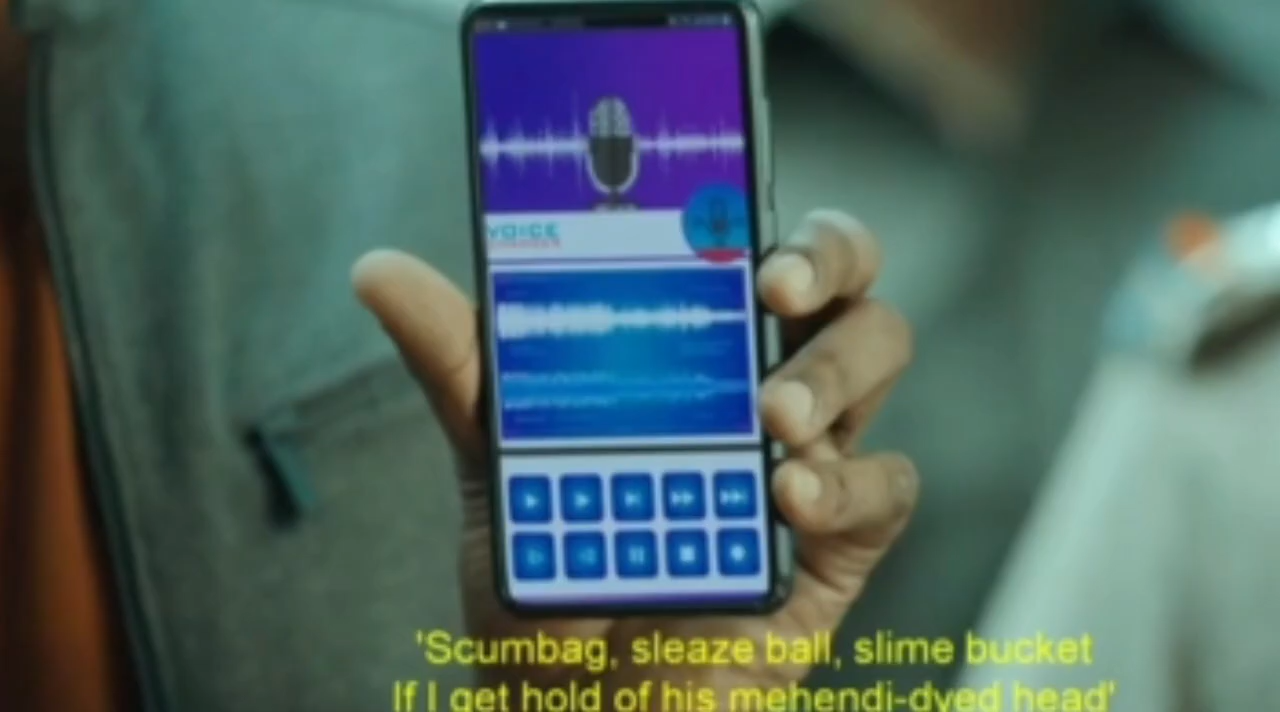 VOICE
'Scumbag, sleaze ball, slime bucket
If I get hold of his mehendi-dyed head'